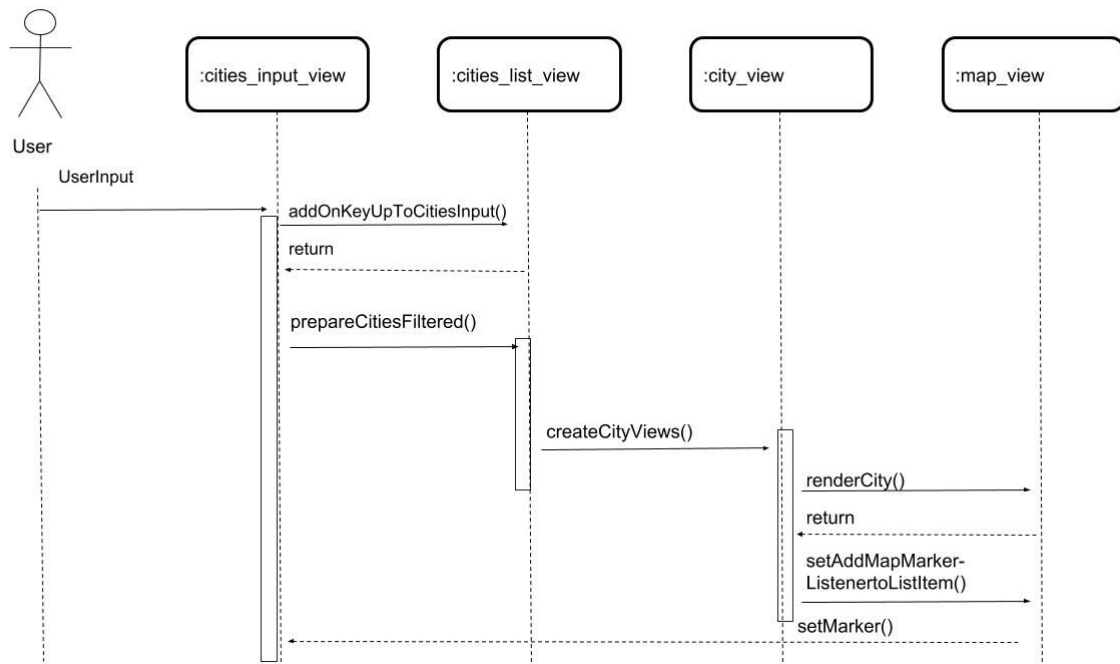 :cities_input_view
:cities_list_view
:city_view
:map_view
User
UserInput
addOnKeyUpToCitiesInput()
return
prepareCitiesFiltered()
createCityViews()
renderCity()
return
setAddMapMarker-
ListenertoListItem()
setMarker()